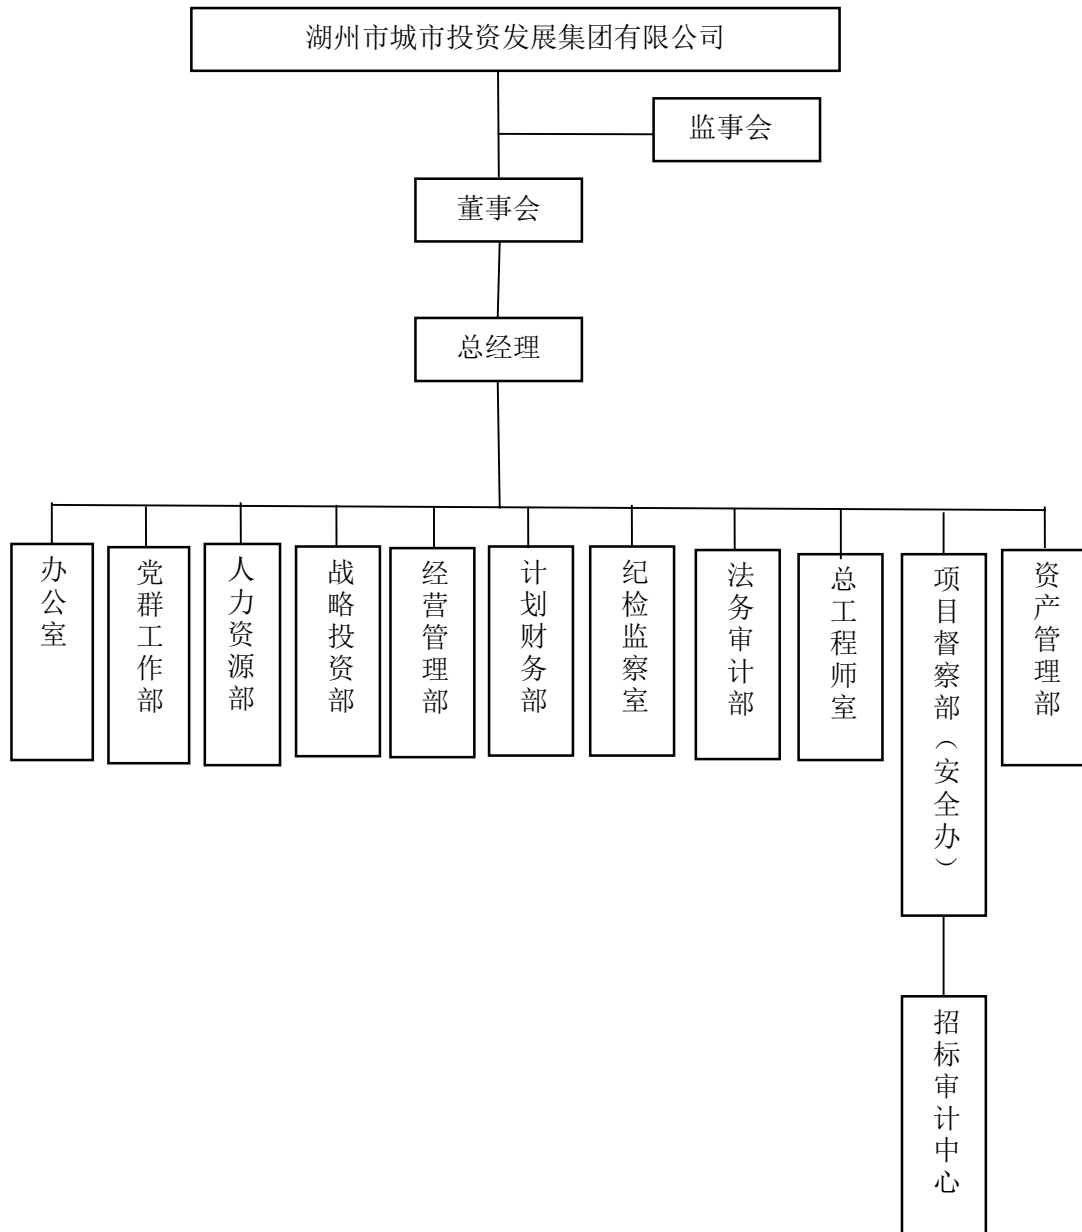 湖州市城市投资发展集团有限公司
监事会
董事会
总经理
办公室
党群工作部
人力资源部
战略投资部
经营管理部
计划财务部
纪检监察室
法务审计部
总工程师室
项目督察部（安全办）
资产管理部
招标审计中心